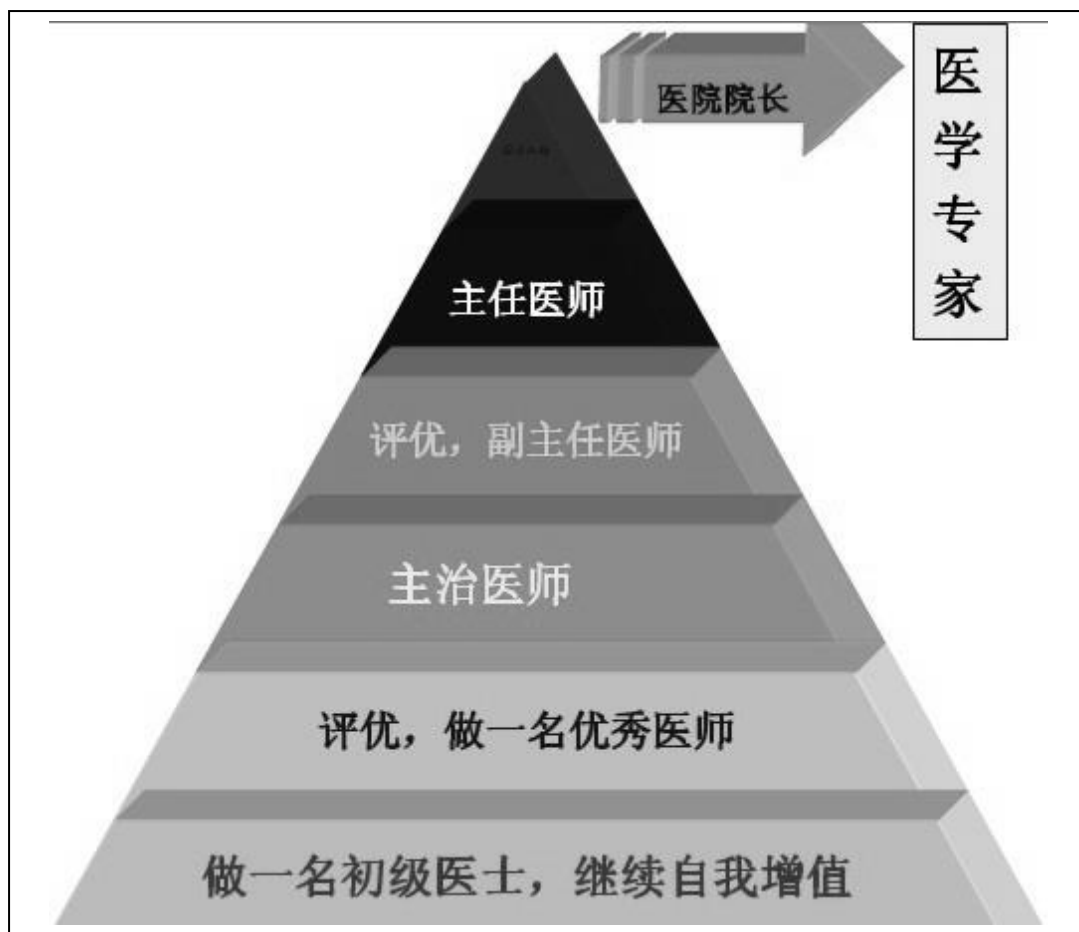 医院院长
医学专家
主任医师
评优，副主任医师
主治医师
评优，做一名优秀医师
做一名初级医士，继续自我增值